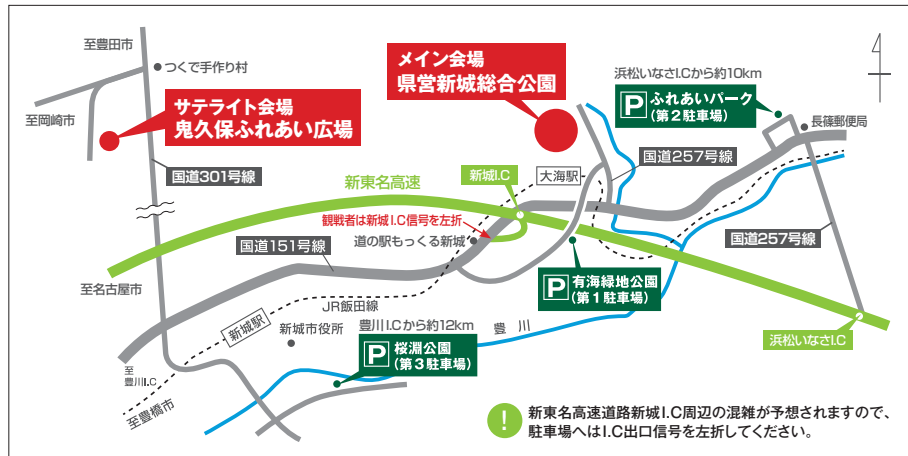 至豊田市
つくで手作り村
至岡崎市
サテライト会場
鬼久保ふれあい広場
メイン会場
県営新城総合公園
浜松いなさI.Cから約10km
P ふれあいパーク
(第2駐車場)
長篠郵便局
国道257号線
国道301号線
新東名高速
新城I.C
大海駅
観戦者は新城I.C信号を左折
道の駅もっくる新城
国道151号線
国道257号線
P 有海緑地公園
(第1駐車場)
至名古屋市
JR飯田線
新城駅
新城市役所
豊川I.Cから約12km
豊川
P 桜淵公園
(第3駐車場)
浜松いなさI.C
至
豊川I.C
至豊橋市
! 新東名高速道路新城I.C周辺の混雑が予想されますので、
駐車場へはI.C出口信号を左折してください。